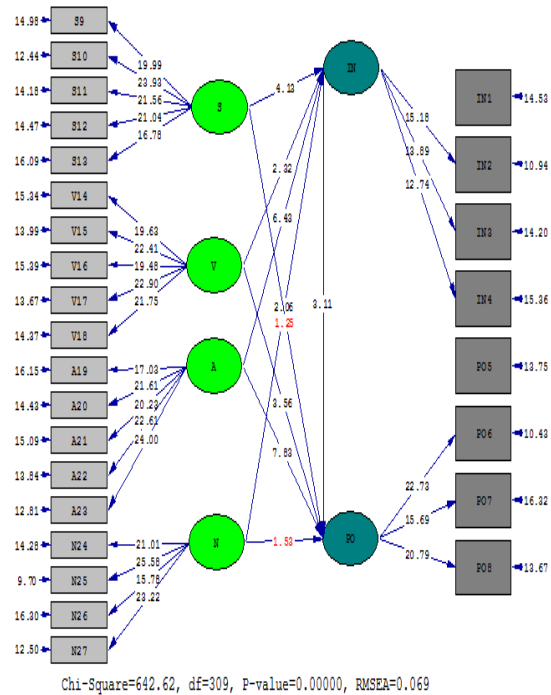 14.98 S9
12.44 S10
14.18 S11
14.47 S12
16.09 S13
15.34 V14
13.99 V15
15.39 V16
13.67 V17
14.37 V18
16.15 A19
14.43 A20
15.09 A21
13.84 A22
12.81 A23
14.28 N24
9.70 N25
16.30 N26
12.50 N27
19.99
23.93
21.56
21.04
16.78
19.63
22.41
19.48
22.90
21.75
17.03
21.61
20.23
22.61
24.00
21.01
25.58
15.78
23.22
S
V
A
N
4.13
2.32
6.43
2.06
1.25
3.11
3.56
7.83
1.53
IN
PO
15.18
13.89
12.74
22.73
15.69
20.79
IN1 14.53
IN2 10.94
IN3 14.20
IN4 15.36
PO5 13.75
PO6 10.43
PO7 16.32
PO8 13.67
Chi-Square=642.62, df=309, P-value=0.00000, RMSEA=0.069